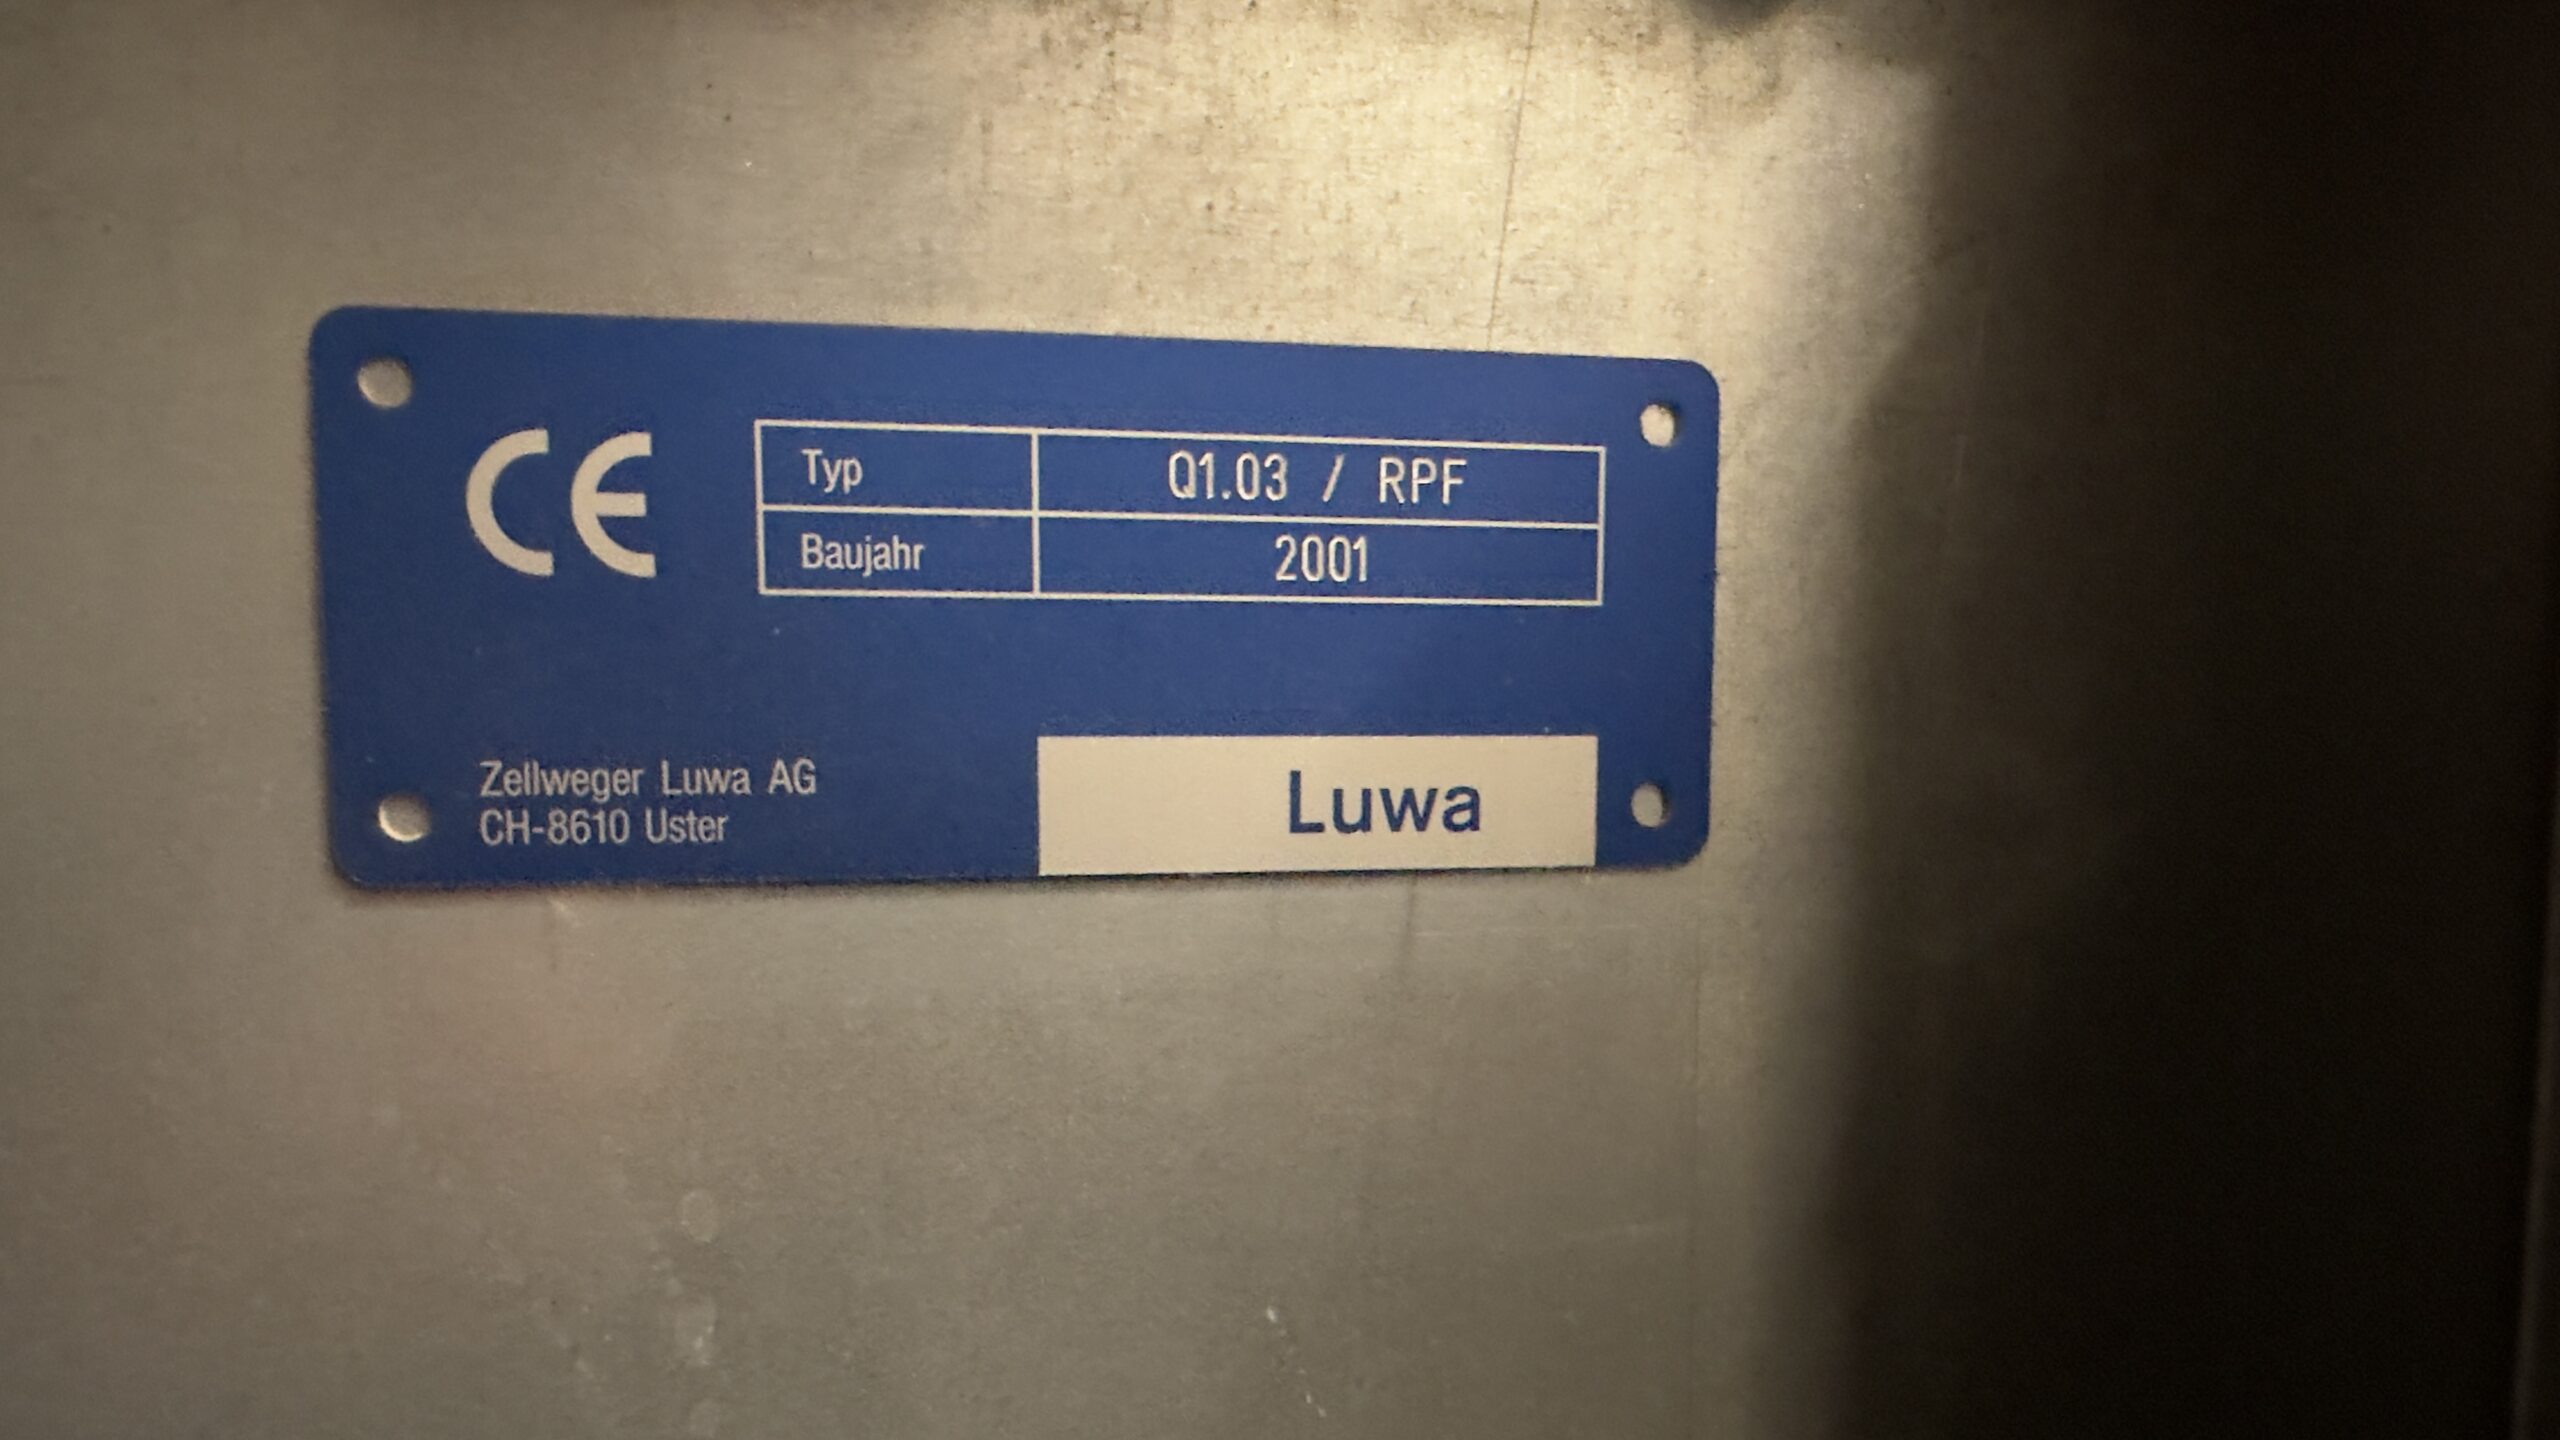 CE
Typ Q1.03 / RPF
Baujahr 2001
Zellweger Luwa AG
CH-8610 Uster
Luwa